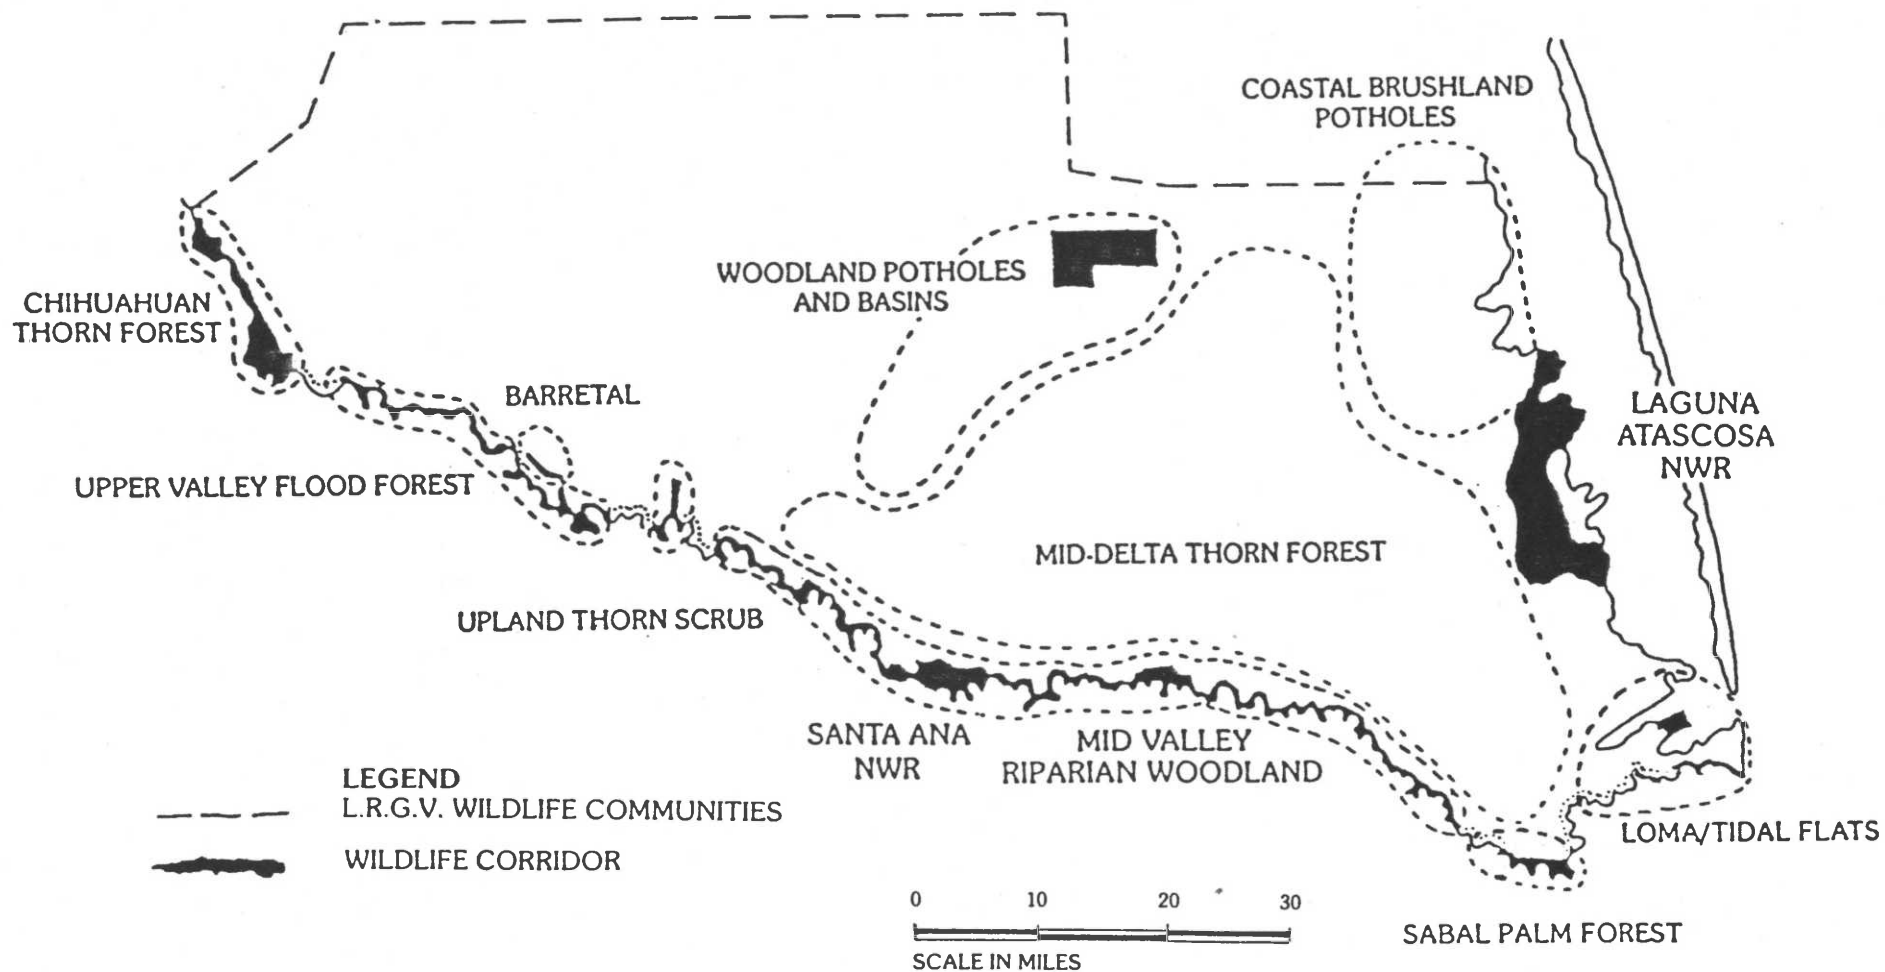 COASTAL BRUSHLAND
POTHOLES
WOODLAND POTHOLES
AND BASINS
CHIHUAHUAN
THORN FOREST
BARRETAL
LAGUNA
ATASCOSA
NWR
UPPER VALLEY FLOOD FOREST
MID-DELTA THORN FOREST
UPLAND THORN SCRUB
SANTA ANA
NWR
MID VALLEY
RIPARIAN WOODLAND
LEGEND
L.R.G.V. WILDLIFE COMMUNITIES
WILDLIFE CORRIDOR
LOMA/TIDAL FLATS
0 10 20 30
SCALE IN MILES
SABAL PALM FOREST